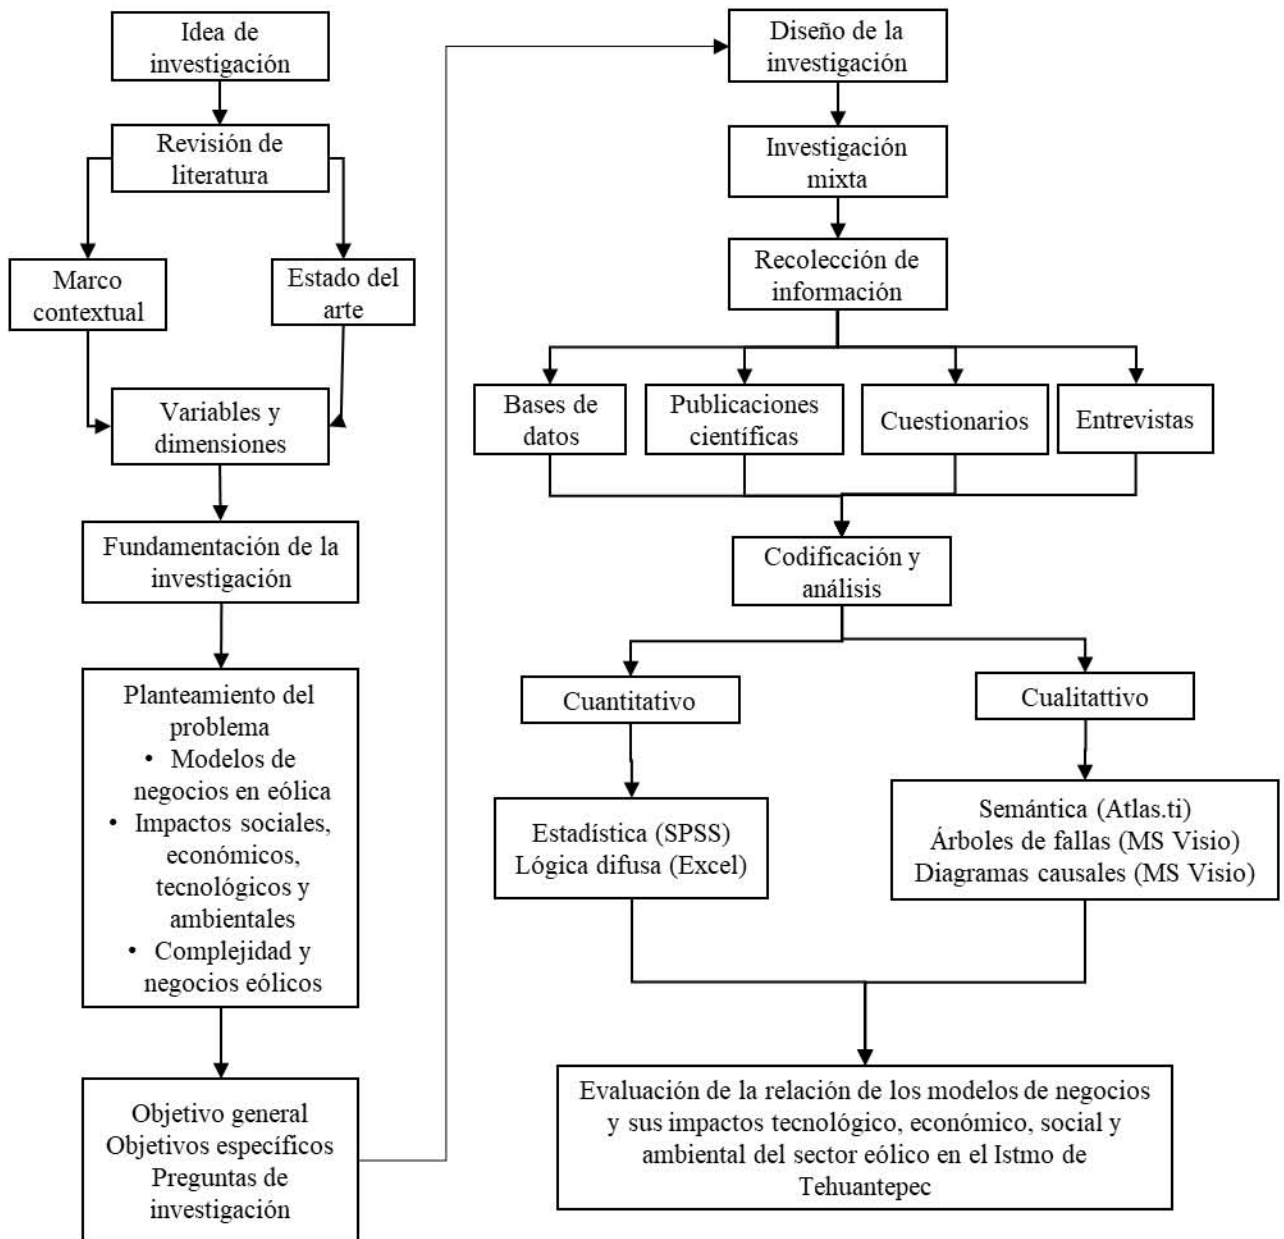 Idea de
investigación
Revisión de
literatura
Marco
contextual
Estado del
arte
Variables y
dimensiones
Fundamentación de la
investigación
Planteamiento del
problema
• Modelos de
negocios en eólica
• Impactos sociales,
económicos,
tecnológicos y
ambientales
• Complejidad y
negocios eólicos
Objetivo general
Objetivos específicos
Preguntas de
investigación
Diseño de la
investigación
Investigación
mixta
Recolección de
información
Bases de
datos
Publicaciones
científicas
Cuestionarios
Entrevistas
Codificación y
análisis
Cuantitativo
Cualitattivo
Estadística (SPSS)
Lógica difusa (Excel)
Semántica (Atlas.ti)
Árboles de fallas (MS Visio)
Diagramas causales (MS Visio)
Evaluación de la relación de los modelos de negocios
y sus impactos tecnológico, económico, social y
ambiental del sector eólico en el Istmo de
Tehuantepec